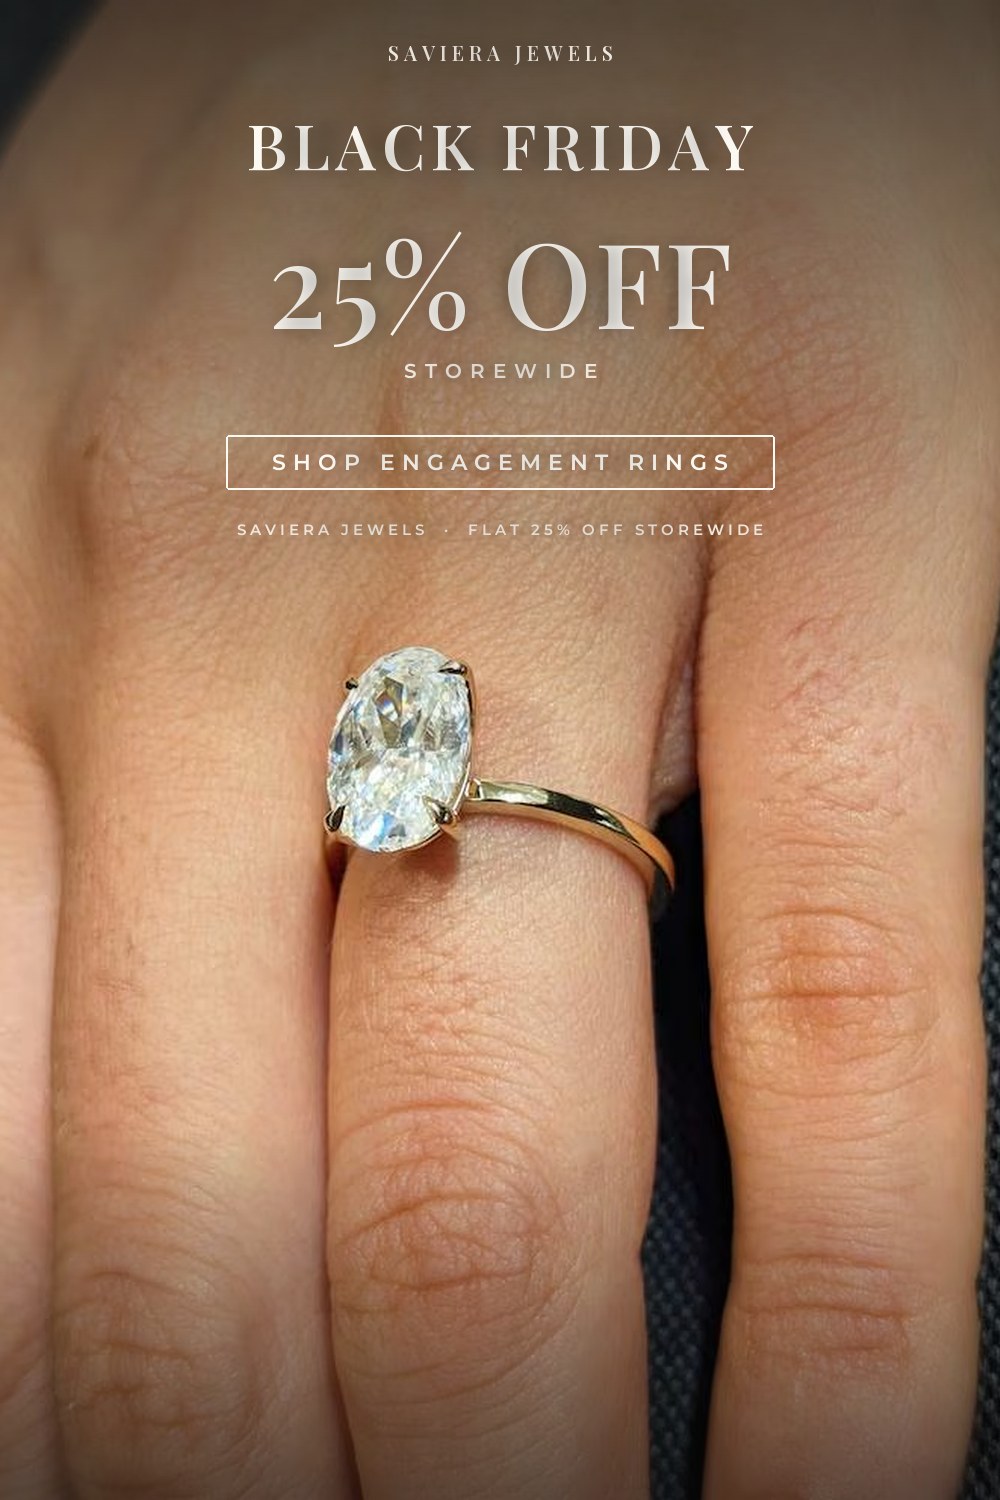 SAVIERA JEWELS
BLACK FRIDAY
25% OFF
STOREWIDE
SHOP ENGAGEMENT RINGS
SAVIERA JEWELS · FLAT 25% OFF STOREWIDE